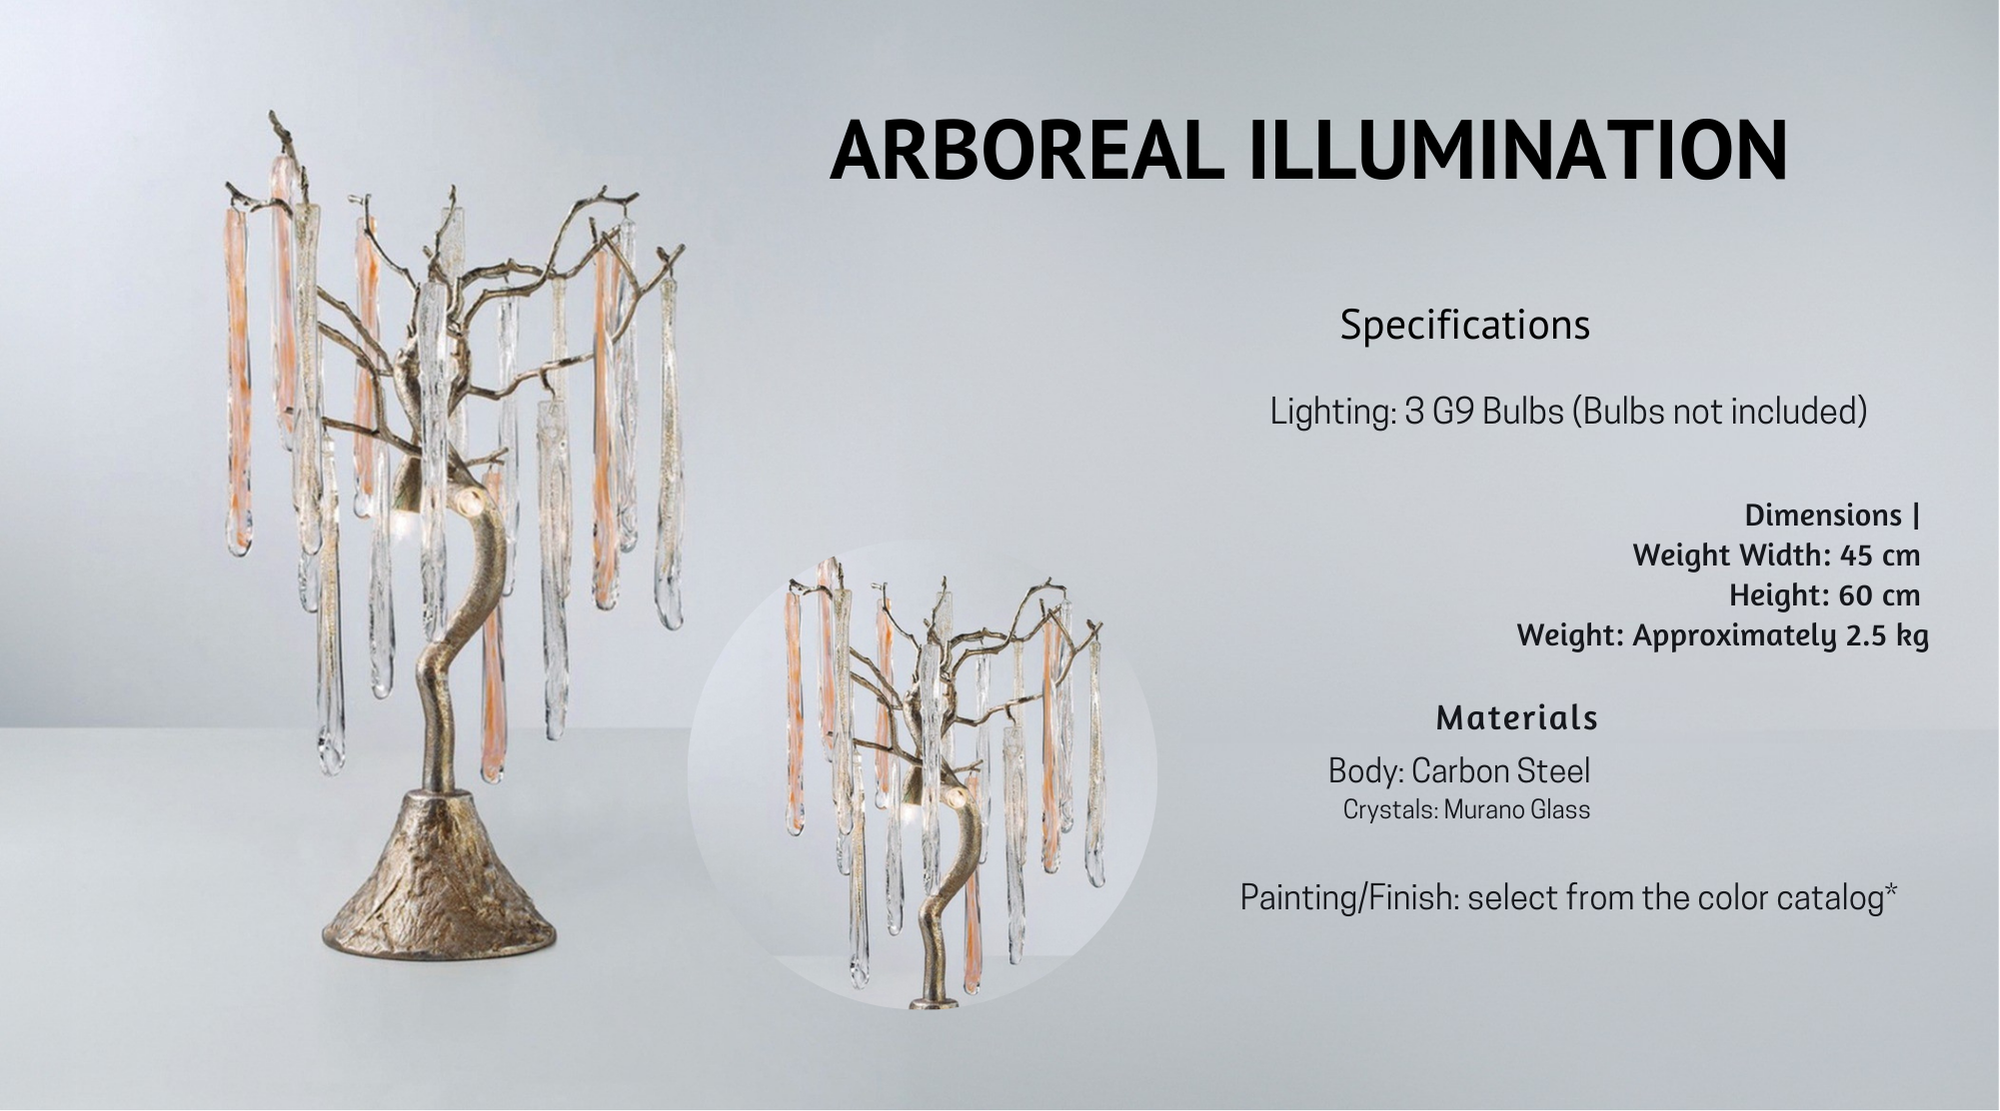 ARBOREAL ILLUMINATION
Specifications
Lighting: 3 G9 Bulbs (Bulbs not included)
Dimensions |
Weight Width: 45 cm
Height: 60 cm
Weight: Approximately 2.5 kg
Materials
Body: Carbon Steel
Crystals: Murano Glass
Painting/Finish: select from the color catalog*